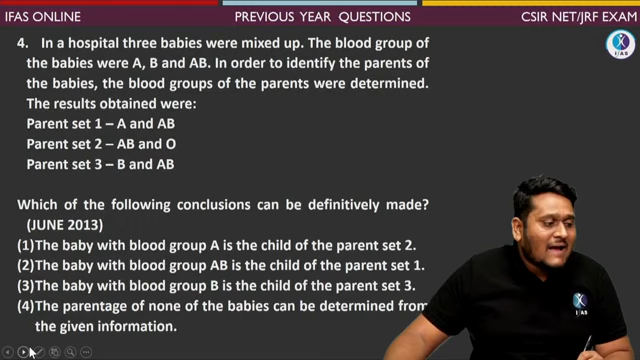 IFAS ONLINE PREVIOUS YEAR QUESTIONS CSIR NET/JRF EXAM
4. In a hospital three babies were mixed up. The blood group of
the babies were A, B and AB. In order to identify the parents of
the babies, the blood groups of the parents were determined.
The results obtained were:
Parent set 1 – A and AB
Parent set 2 – AB and O
Parent set 3 – B and AB
Which of the following conclusions can be definitively made?
(JUNE 2013)
(1)The baby with blood group A is the child of the parent set 2.
(2)The baby with blood group AB is the child of the parent set 1.
(3)The baby with blood group B is the child of the parent set 3.
(4)The parentage of none of the babies can be determined from
the given information.
IFAS
IFAS